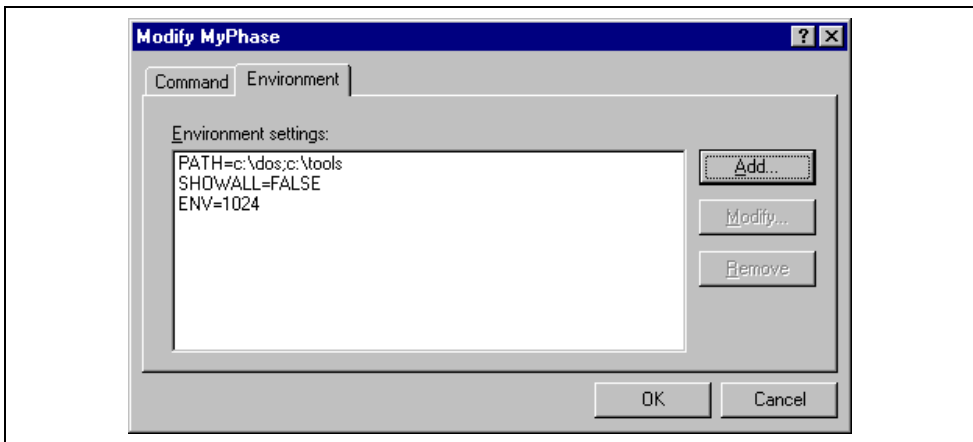 Modify MyPhase
Command Environment
Environment settings:
PATH=c:\dos;c:\tools
SHOWALL=FALSE
ENV=1024
Add...
Modify...
Remove
OK Cancel